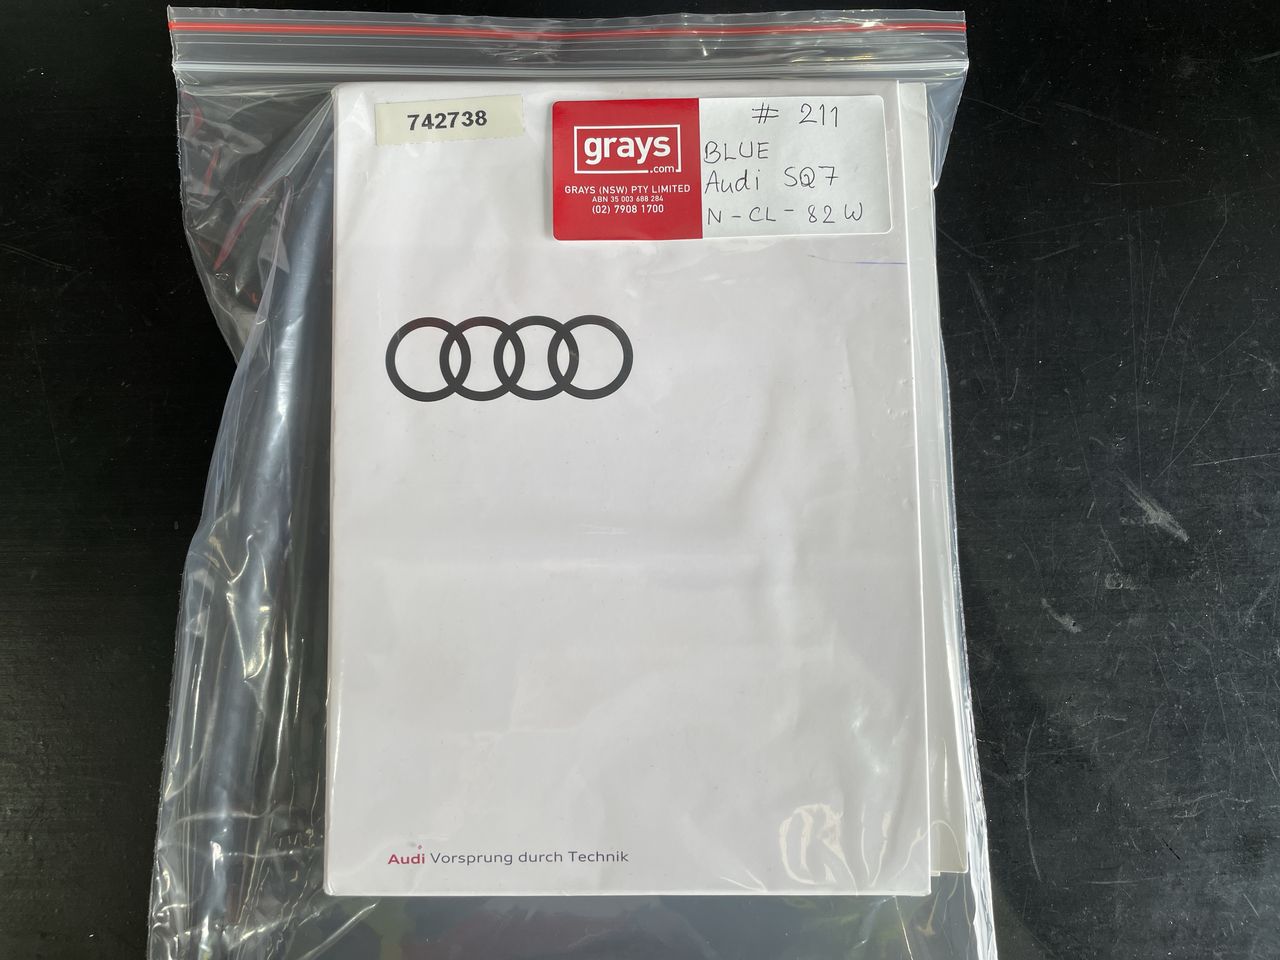 742738
grays
.com
GRAYS (NSW) PTY LIMITED
ABN 35 003 688 284
(02) 7908 1700
# 211
BLUE
Audi SQ7
N-CL-82W
Audi Vorsprung durch Technik